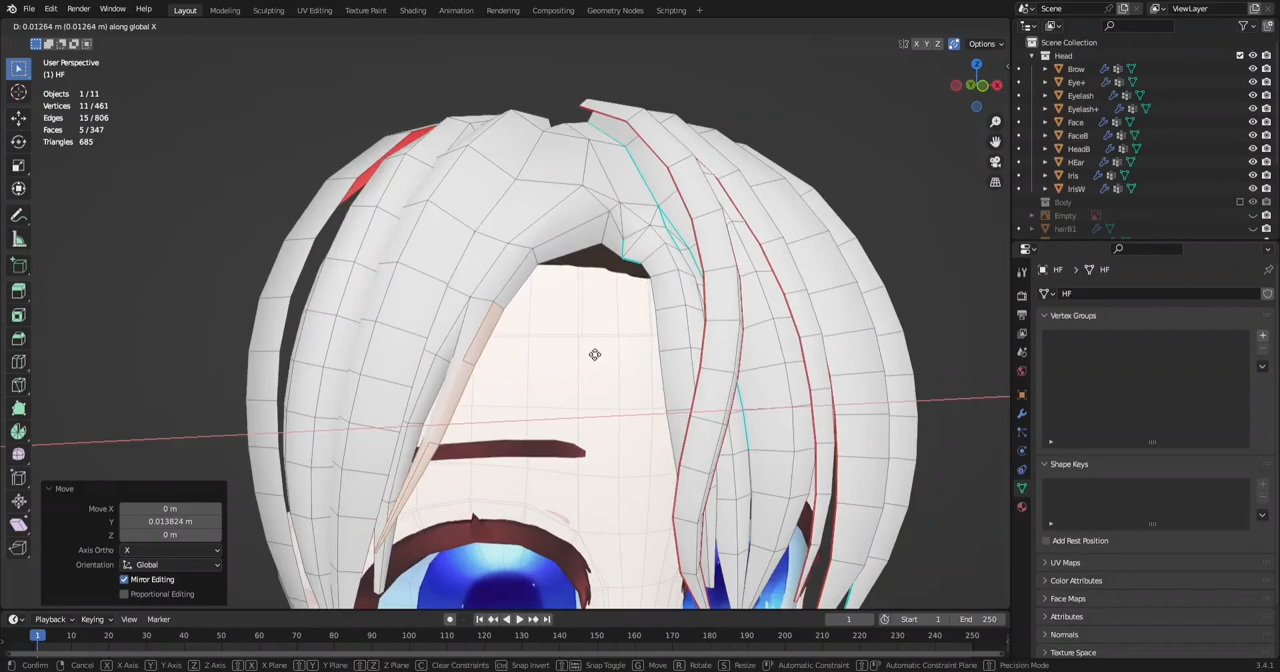 File Edit Render Window Help Layout Modeling Sculpting UV Editing Texture Paint Shading Animation Rendering Compositing Geometry Nodes Scripting + Scene ViewLayer
D: 0.01264 m (0.01264 m) along global X
X Y Z Options
User Perspective
(1) HF
Objects 1/11
Vertices 11/461
Edges 15/806
Faces 5/347
Triangles 685
Z
Y X
Scene Collection
Head
Brow
Eye+
Eyelash
Eyelash+
Face
FaceB
HeadB
HEar
Iris
IrisW
Body
Empty
hairB1
HF > HF
HF
Vertex Groups
Shape Keys
Add Rest Position
UV Maps
Color Attributes
Face Maps
Attributes
Normals
Texture Space
Move
Move X 0 m
Y 0.013824 m
Z 0 m
Axis Ortho X
Orientation Global
Mirror Editing
Proportional Editing
Playback Keying View Marker 1 Start 1 End 250
1 10 20 30 40 50 60 70 80 90 100 110 120 130 140 150 160 170 180 190 200 210 220 230 240 250
Confirm Cancel X X Axis Y Y Axis Z Z Axis X X Plane Y Y Plane Z Z Plane C Clear Constraints Snap Invert Snap Toggle G Move R Rotate S Resize Automatic Constraint Automatic Constraint Plane Precision Mode 3.4.1